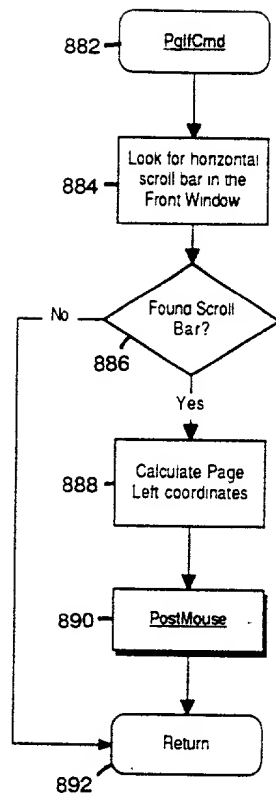 882
PglfCmd
884
Look for horizontal
scroll bar in the
Front Window
No
Found Scroll
Bar?
886
Yes
888
Calculate Page
Left coordinates
890
PostMouse
Return
892